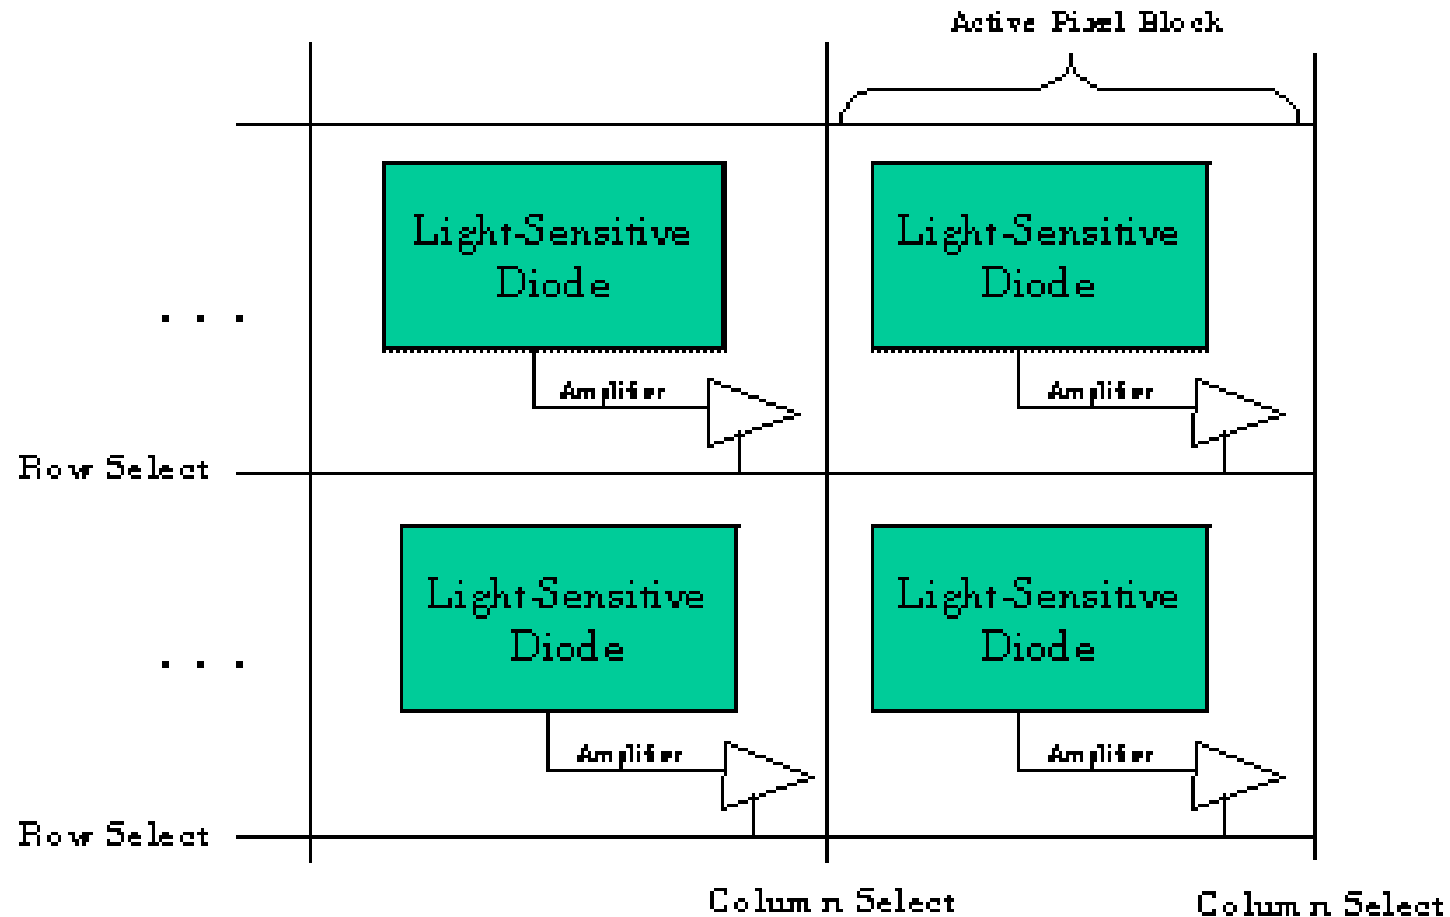 Active Pixel Block
Light-Sensitive
Diode
Light-Sensitive
Diode
. . .
Amplifier
Amplifier
Row Select
Light-Sensitive
Diode
Light-Sensitive
Diode
. . .
Amplifier
Amplifier
Row Select
Column Select
Column Select